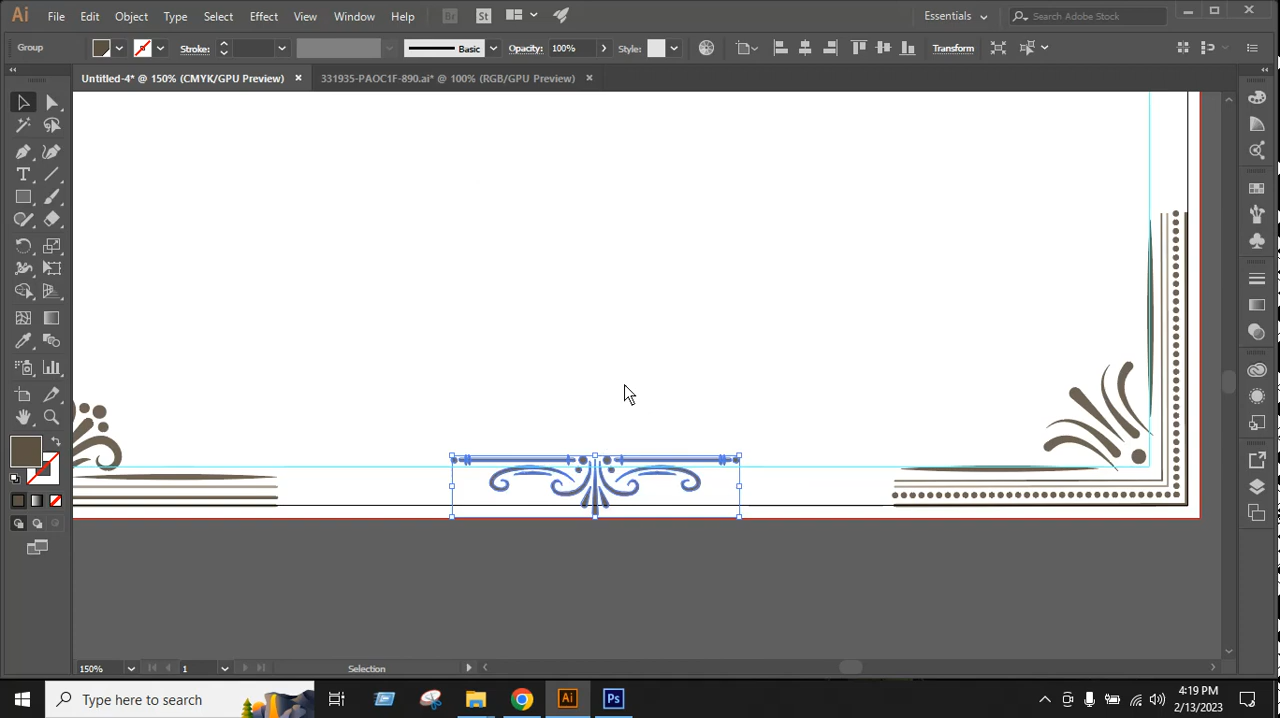 Ai File Edit Object Type Select Effect View Window Help Br St Essentials Search Adobe Stock
Group Stroke: Basic Opacity: 100% Style: Transform
Untitled-4* @ 150% (CMYK/GPU Preview) × 331935-PAOC1F-890.ai* @ 100% (RGB/GPU Preview) ×
150% 1 Selection
Type here to search Ai Ps 4:19 PM
2/13/2023